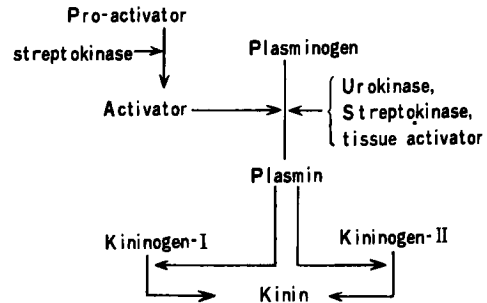 Pro-activator
streptokinase
Plasminogen
Activator
Urokinase,
Streptokinase,
tissue activator
Plasmin
Kininogen-I
Kininogen-II
Kinin